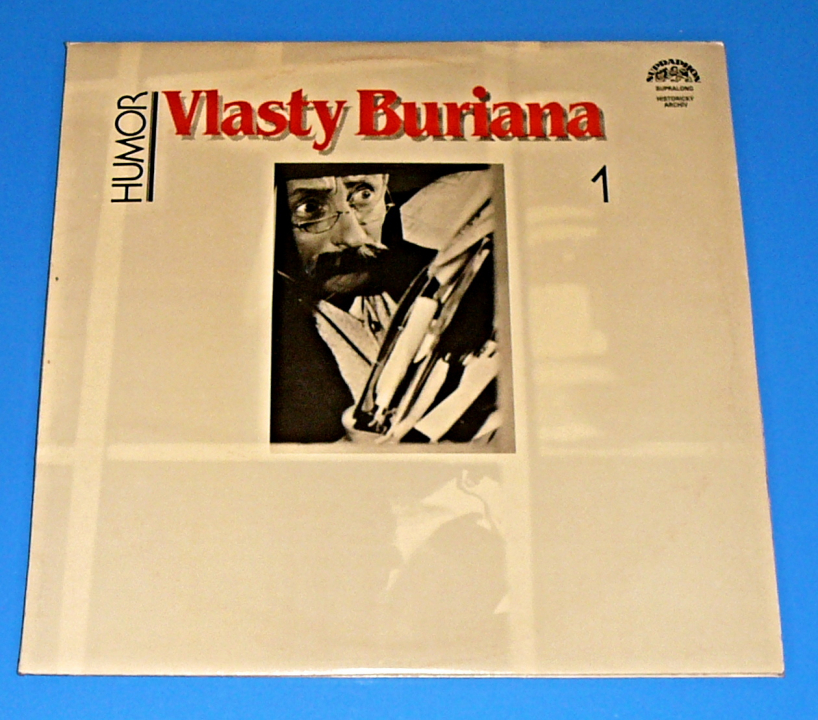 HUMOR
Vlasty Buriana
1
SUPRAPHON
SUPRALONG
HISTORICKÝ
ARCHÍV